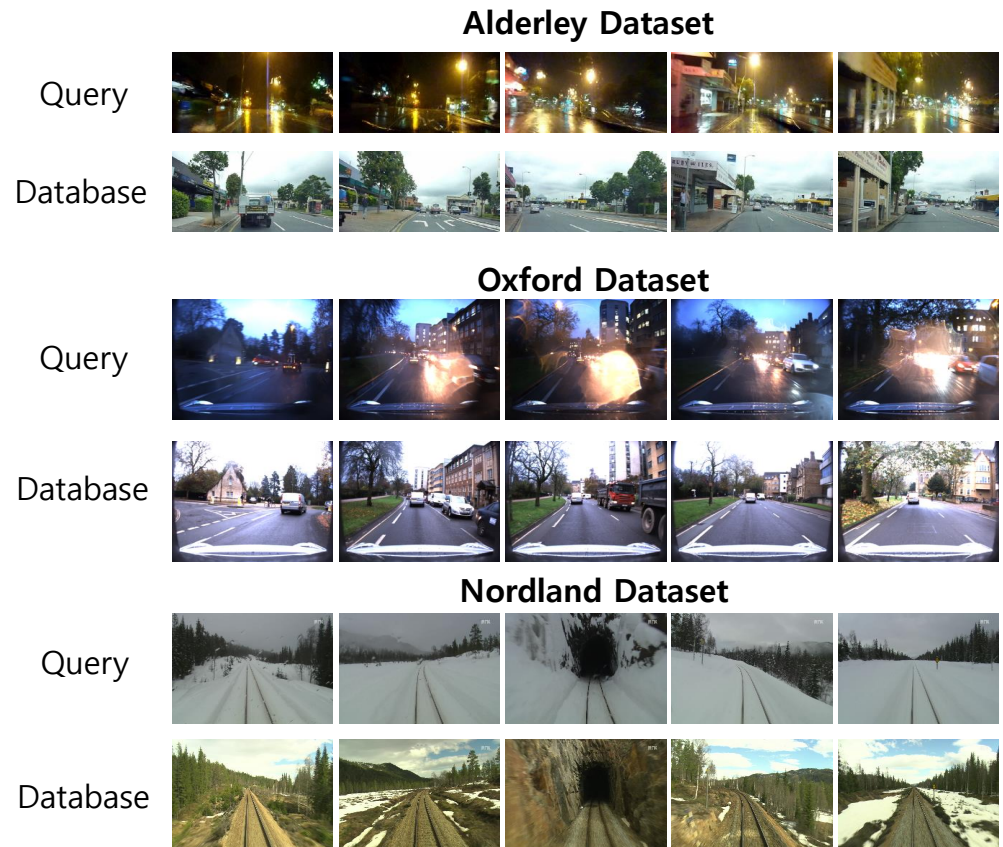 Alderley Dataset
Query
Database
Oxford Dataset
Query
Database
Nordland Dataset
Query
Database